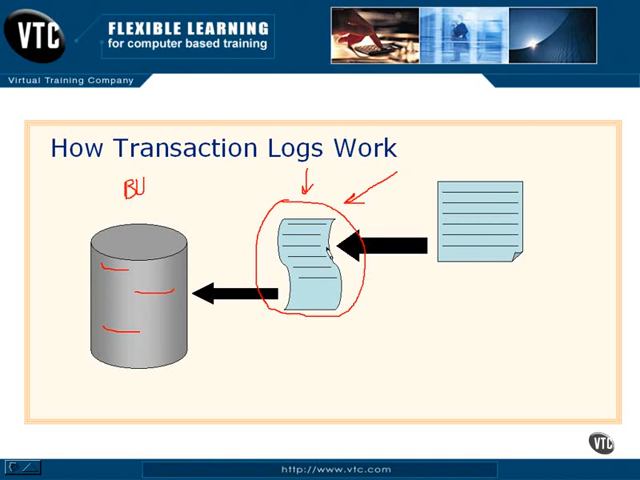 VTC
FLEXIBLE LEARNING
for computer based training
Virtual Training Company
How Transaction Logs Work
BU
VTC
http://www.vtc.com